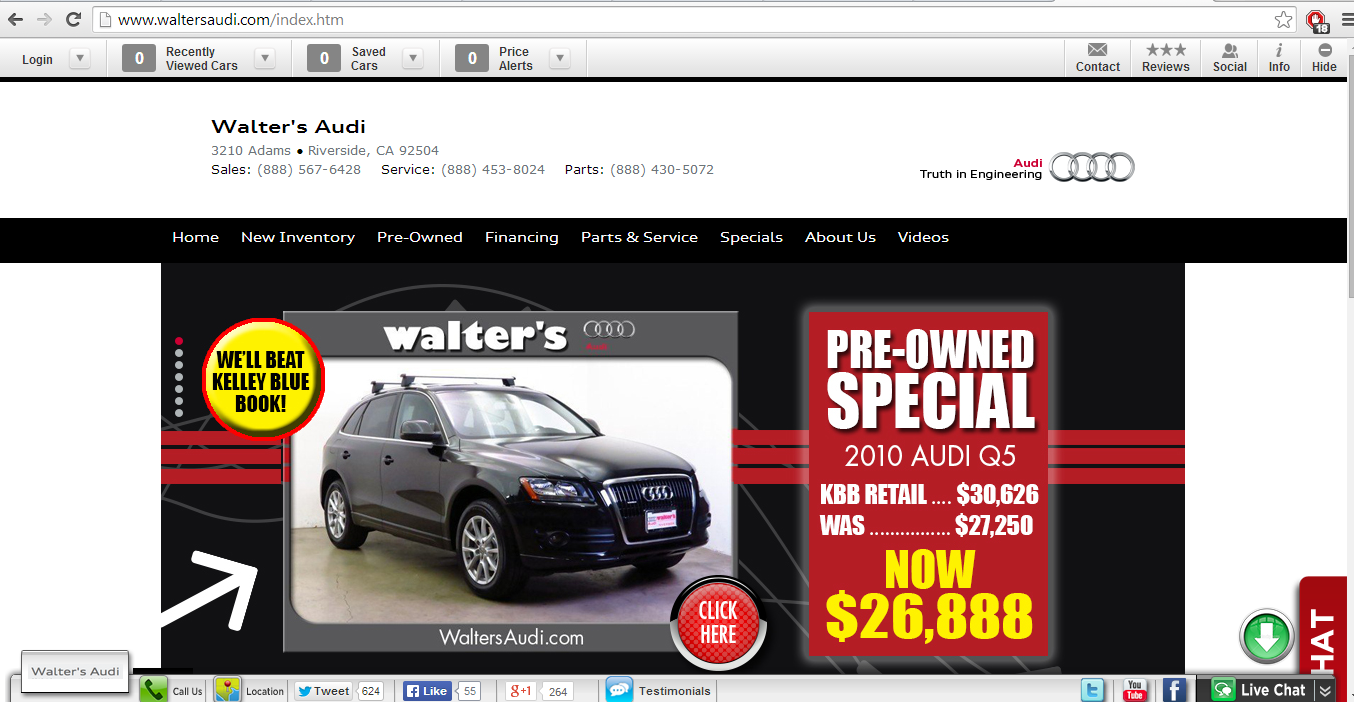 www.waltersaudi.com/index.htm
18
Login
0 Recently Viewed Cars
0 Saved Cars
0 Price Alerts
Contact
Reviews
Social
Info
Hide
Walter's Audi
3210 Adams • Riverside, CA 92504
Sales: (888) 567-6428 Service: (888) 453-8024 Parts: (888) 430-5072
Audi
Truth in Engineering
Home New Inventory Pre-Owned Financing Parts & Service Specials About Us Videos
WE'LL BEAT
KELLEY BLUE
BOOK!
walter's
Audi
WaltersAudi.com
CLICK
HERE
PRE-OWNED
SPECIAL
2010 AUDI Q5
KBB RETAIL .... $30,626
WAS ............... $27,250
NOW
$26,888
HAT
Walter's Audi
Call Us
Location
Tweet 624
Like 55
g+1 264
Testimonials
You
Tube
Live Chat